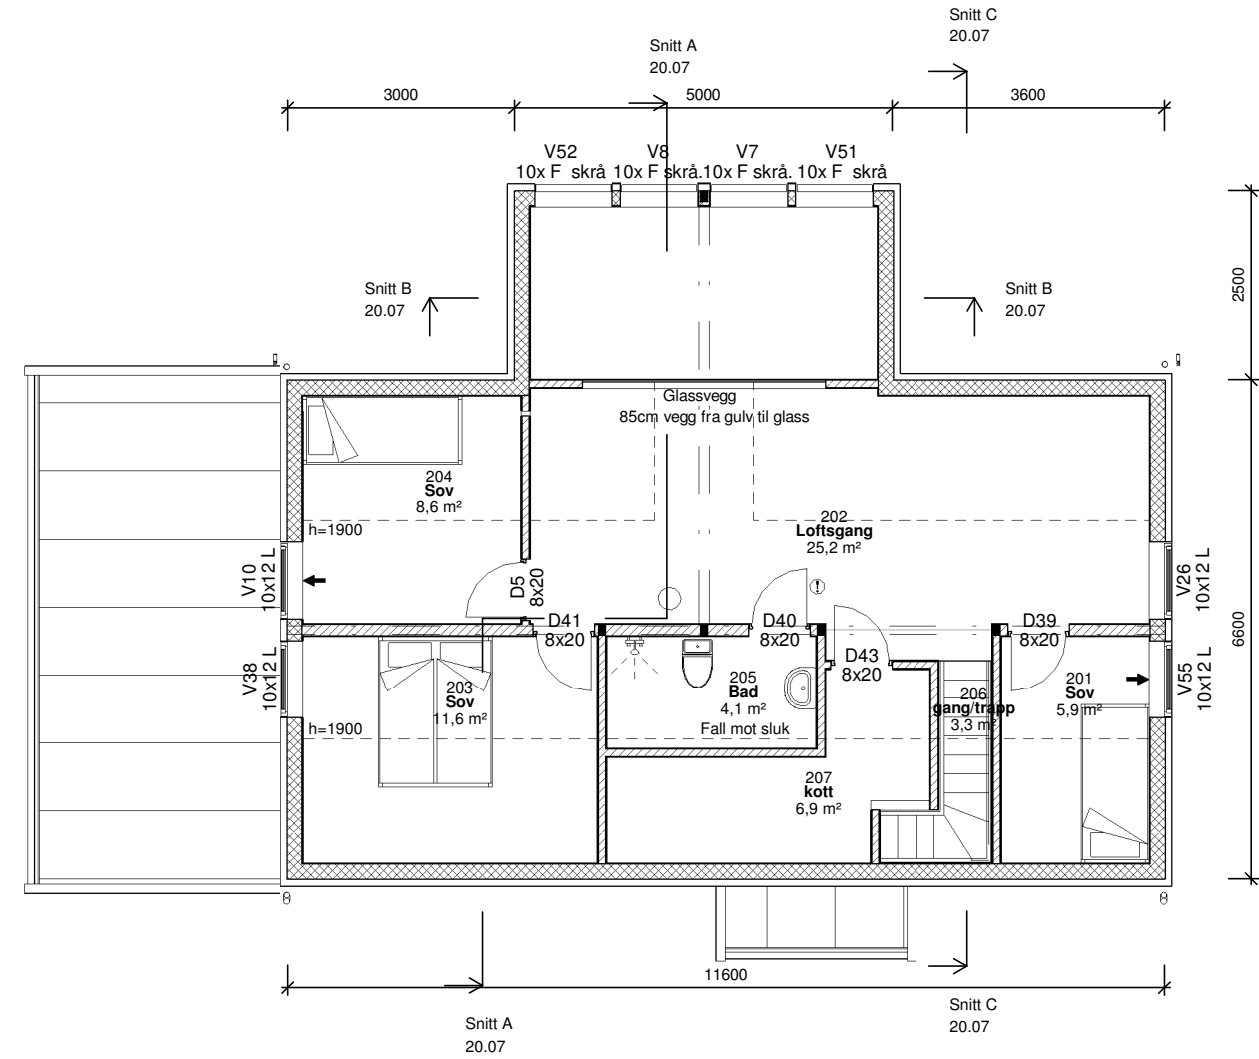 Snitt C
20.07
Snitt A
20.07
3000
5000
3600
V52
10x F skrå
V8
10x F skrå.
V7
10x F skrå.
V51
10x F skrå
2500
Snitt B
20.07
Snitt B
20.07
Glassvegg
85cm vegg fra gulv til glass
204
Sov
8,6 m²
h=1900
202
Loftsgang
25,2 m²
V10
10x12 L
D5
8x20
V26
10x12 L
D41
8x20
D40
8x20
D39
8x20
D43
8x20
6600
V38
10x12 L
203
Sov
11,6 m²
h=1900
205
Bad
4,1 m²
Fall mot sluk
206
gang/trapp
3,3 m²
201
Sov
5,9 m²
V55
10x12 L
207
kott
6,9 m²
11600
Snitt A
20.07
Snitt C
20.07